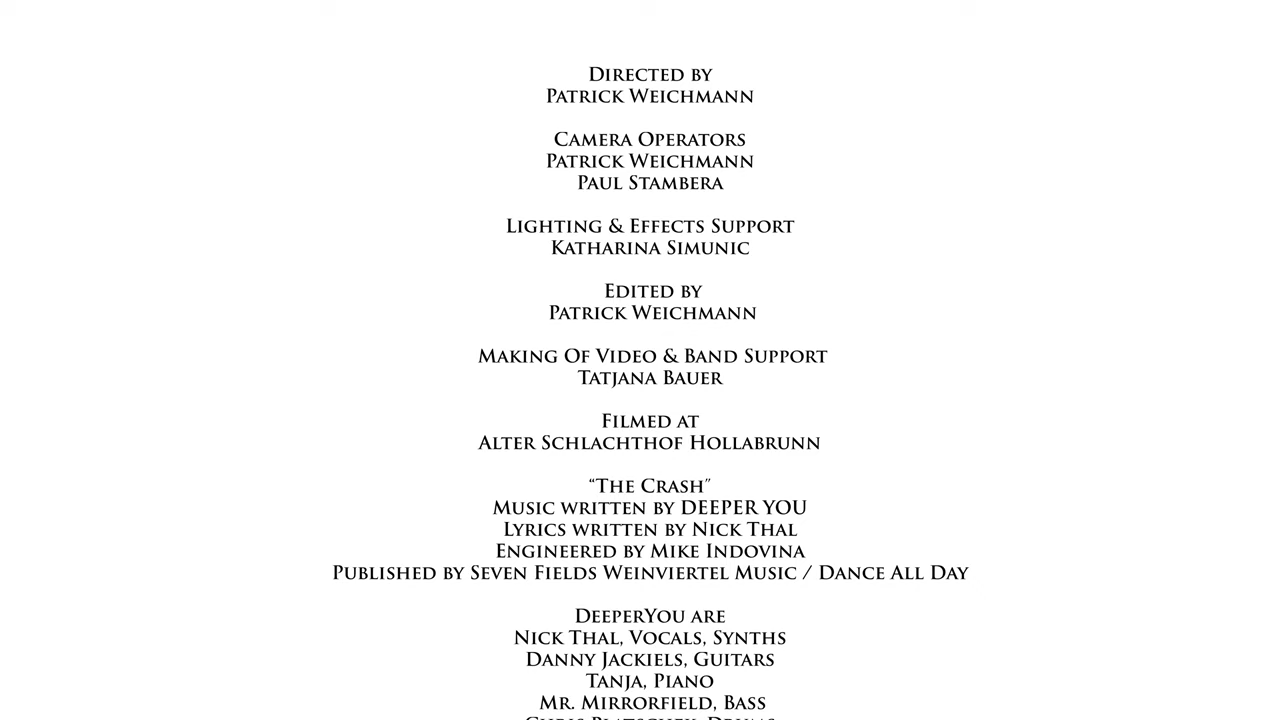 Directed by
Patrick Weichmann
Camera Operators
Patrick Weichmann
Paul Stambera
Lighting & Effects Support
Katharina Simunic
Edited by
Patrick Weichmann
Making Of Video & Band Support
Tatjana Bauer
Filmed at
Alter Schlachthof Hollabrunn
“The Crash”
Music written by DEEPER YOU
Lyrics written by Nick Thal
Engineered by Mike Indovina
Published by Seven Fields Weinviertel Music / Dance All Day
DeeperYou are
Nick Thal, Vocals, Synths
Danny Jackiels, Guitars
Tanja, Piano
Mr. Mirrorfield, Bass
Chris